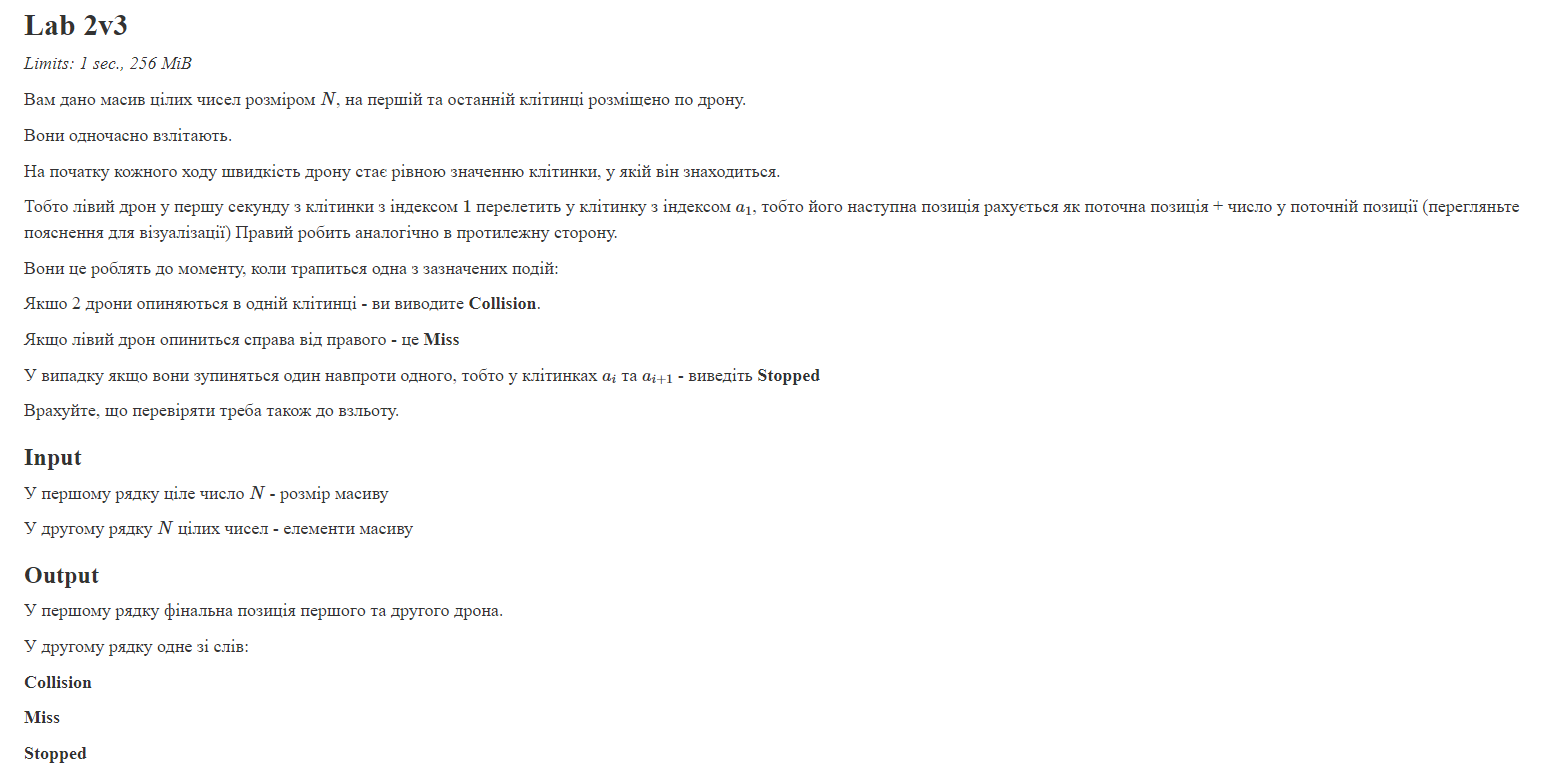 Lab 2v3
Limits: 1 sec., 256 MiB
Вам дано масив цілих чисел розміром N, на першій та останній клітинці розміщено по дрону.
Вони одночасно взлітають.
На початку кожного ходу швидкість дрону стає рівною значенню клітинки, у якій він знаходиться.
Тобто лівий дрон у першу секунду з клітинки з індексом 1 перелетить у клітинку з індексом a₁, тобто його наступна позиція рахується як поточна позиція + число у поточній позиції (перегляньте
пояснення для візуалізації) Правий робить аналогічно в протилежну сторону.
Вони це роблять до моменту, коли трапиться одна з зазначених подій:
Якшо 2 дрони опиняються в одній клітинці - ви виводите Collision.
Якщо лівий дрон опиниться справа від правого - це Miss
У випадку якщо вони зупиняться один навпроти одного, тобто у клітинках aᵢ та aᵢ₊₁ - виведіть Stopped
Врахуйте, що перевіряти треба також до взльоту.
Input
У першому рядку ціле число N - розмір масиву
У другому рядку N цілих чисел - елементи масиву
Output
У першому рядку фінальна позиція першого та другого дрона.
У другому рядку одне зі слів:
Collision
Miss
Stopped